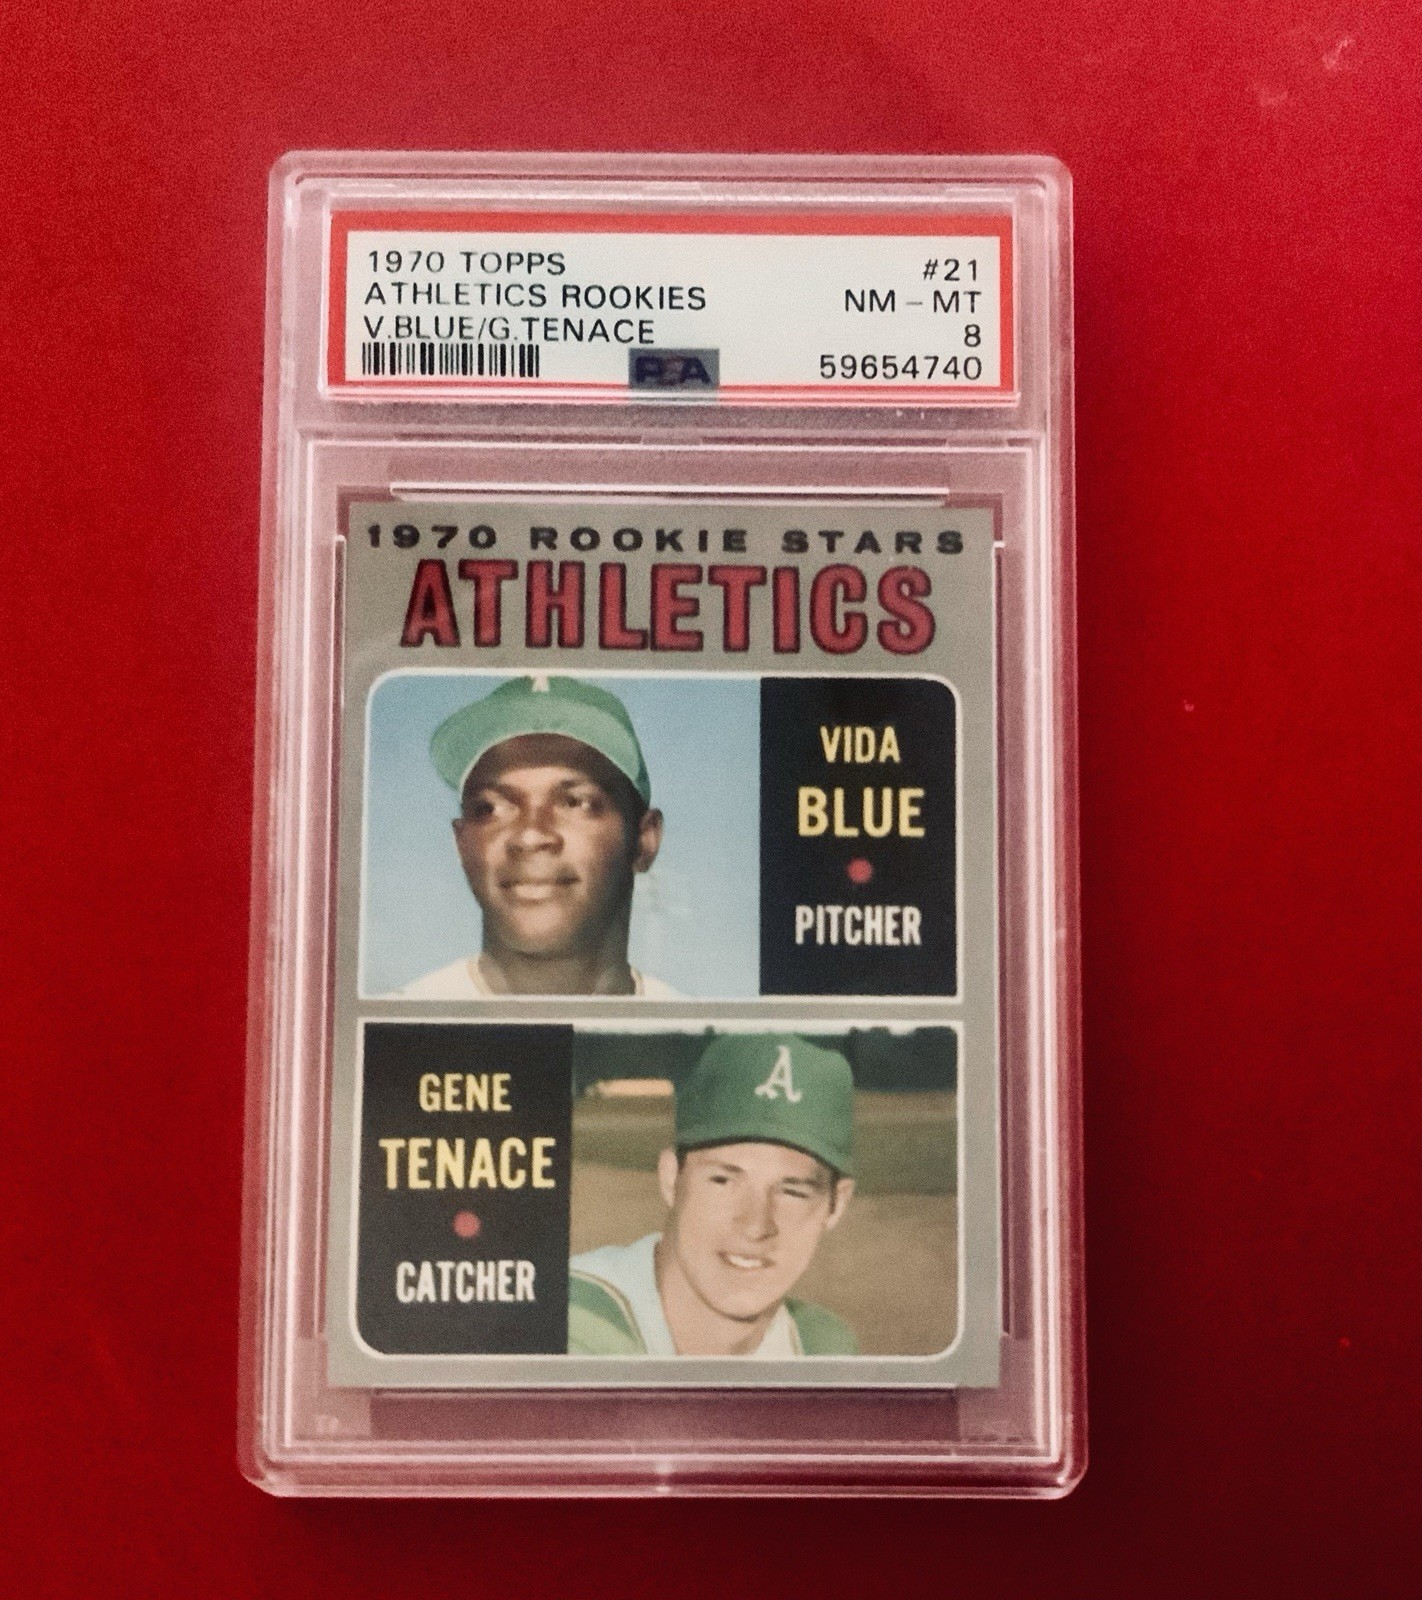 1970 TOPPS #21
ATHLETICS ROOKIES NM - MT
V.BLUE/G.TENACE 8
PSA 59654740
1970 ROOKIE STARS
ATHLETICS
A
VIDA
BLUE
PITCHER
GENE
TENACE
CATCHER
A